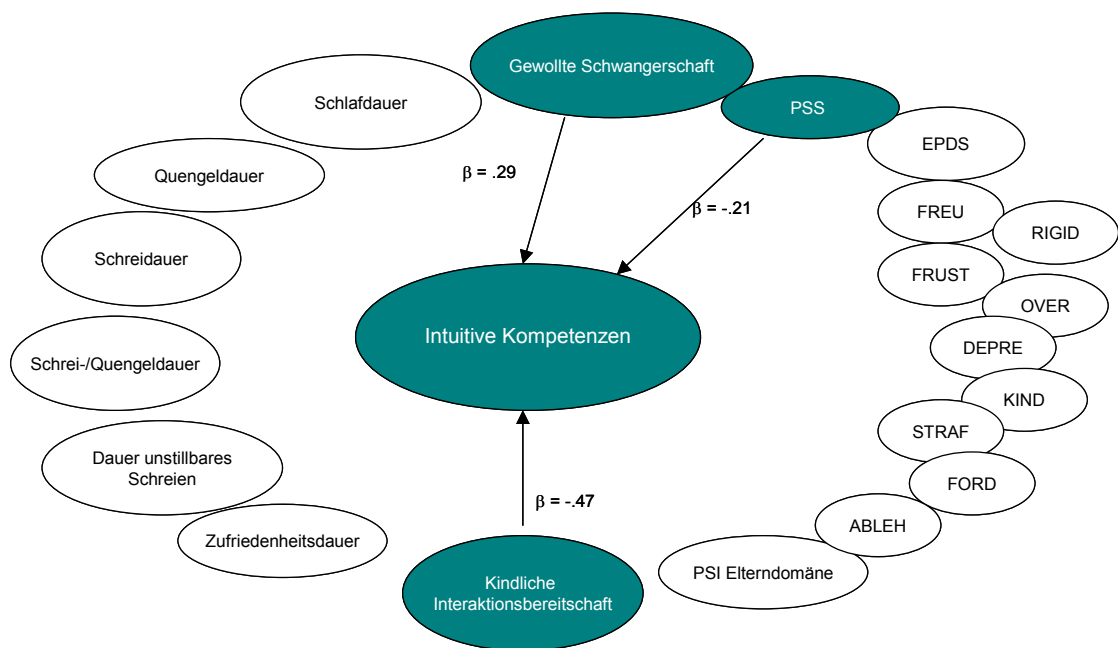 Gewollte Schwangerschaft
Schlafdauer
PSS
EPDS
Quengeldauer
β = .29
β = -.21
FREU
RIGID
Schreidauer
FRUST
OVER
Intuitive Kompetenzen
DEPRE
Schrei-/Quengeldauer
KIND
STRAF
Dauer unstillbares
Schreien
FORD
β = -.47
ABLEH
Zufriedenheitsdauer
PSI Elterndomäne
Kindliche
Interaktionsbereitschaft